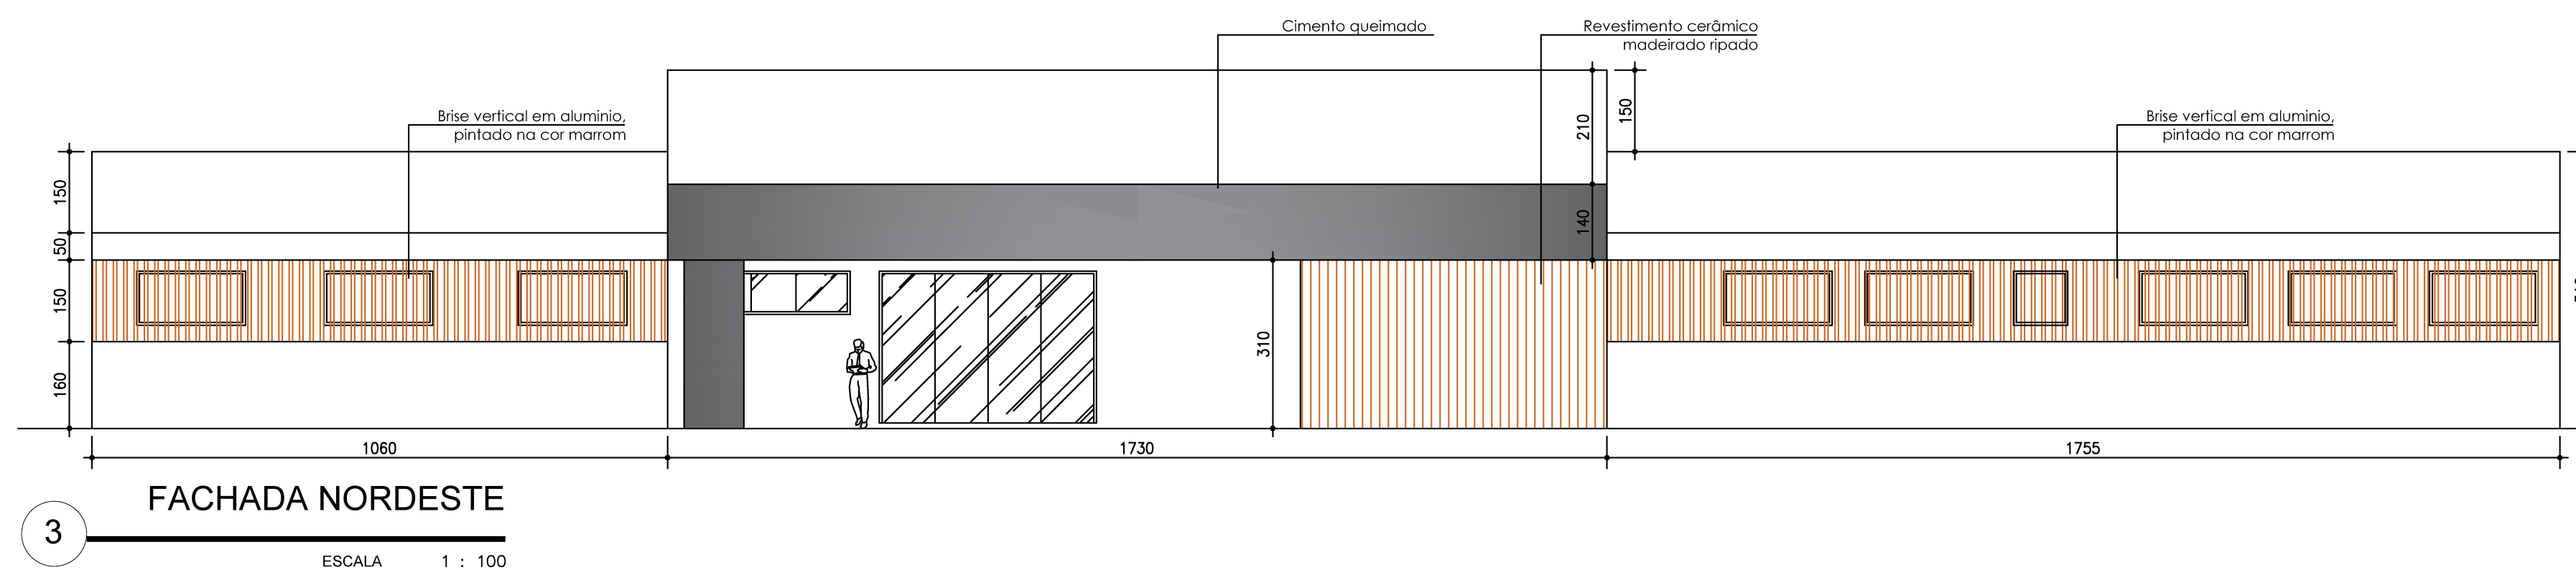 Cimento queimado
Revestimento cerâmico
madeirado ripado
Brise vertical em aluminio,
pintado na cor marrom
Brise vertical em aluminio,
pintado na cor marrom
150
50
150
160
210
140
150
310
1060
1730
1755
FACHADA NORDESTE
3
ESCALA 1 : 100